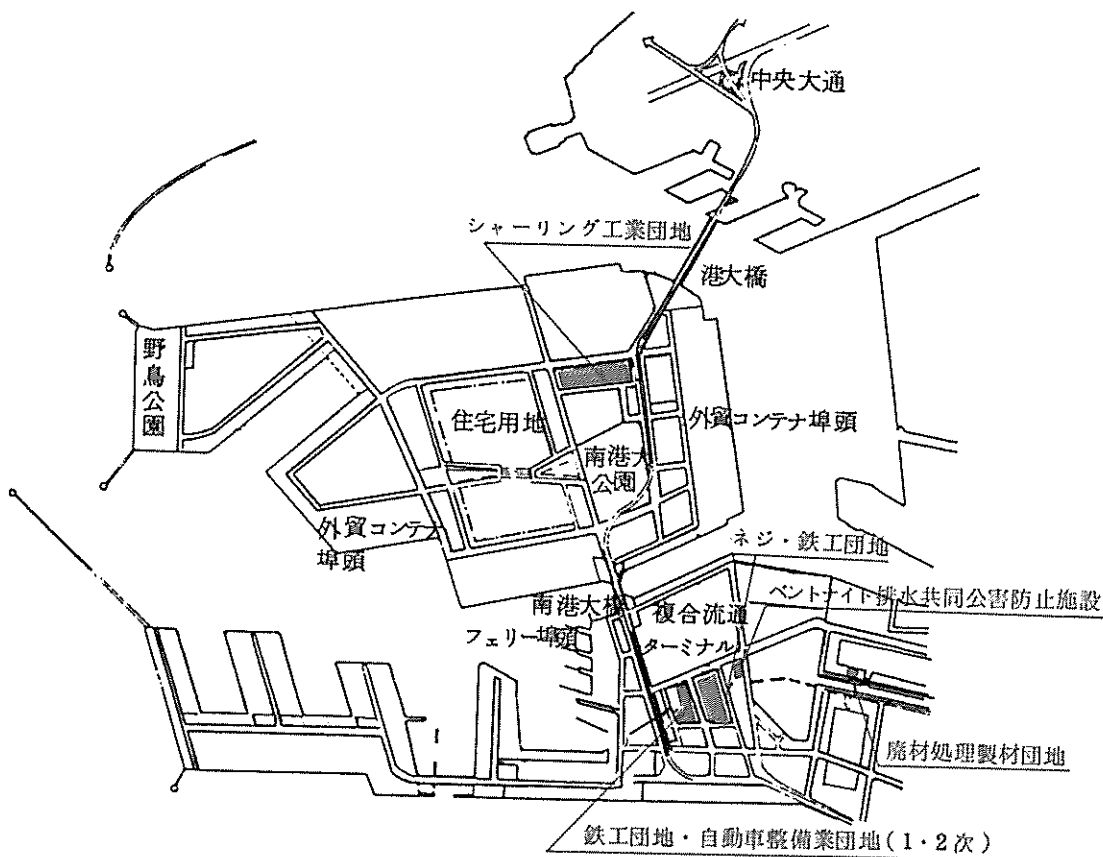 中央大通
シャーリング工業団地
港大橋
野鳥公園
住宅用地
外貿コンテナ埠頭
南港大
公園
外貿コンテナ
埠頭
ネジ・鉄工団地
ベントナイト排水共同公害防止施設
南港大橋
複合流通
フェリー埠頭
ターミナル
廃材処理製材団地
鉄工団地・自動車整備業団地(1・2次)